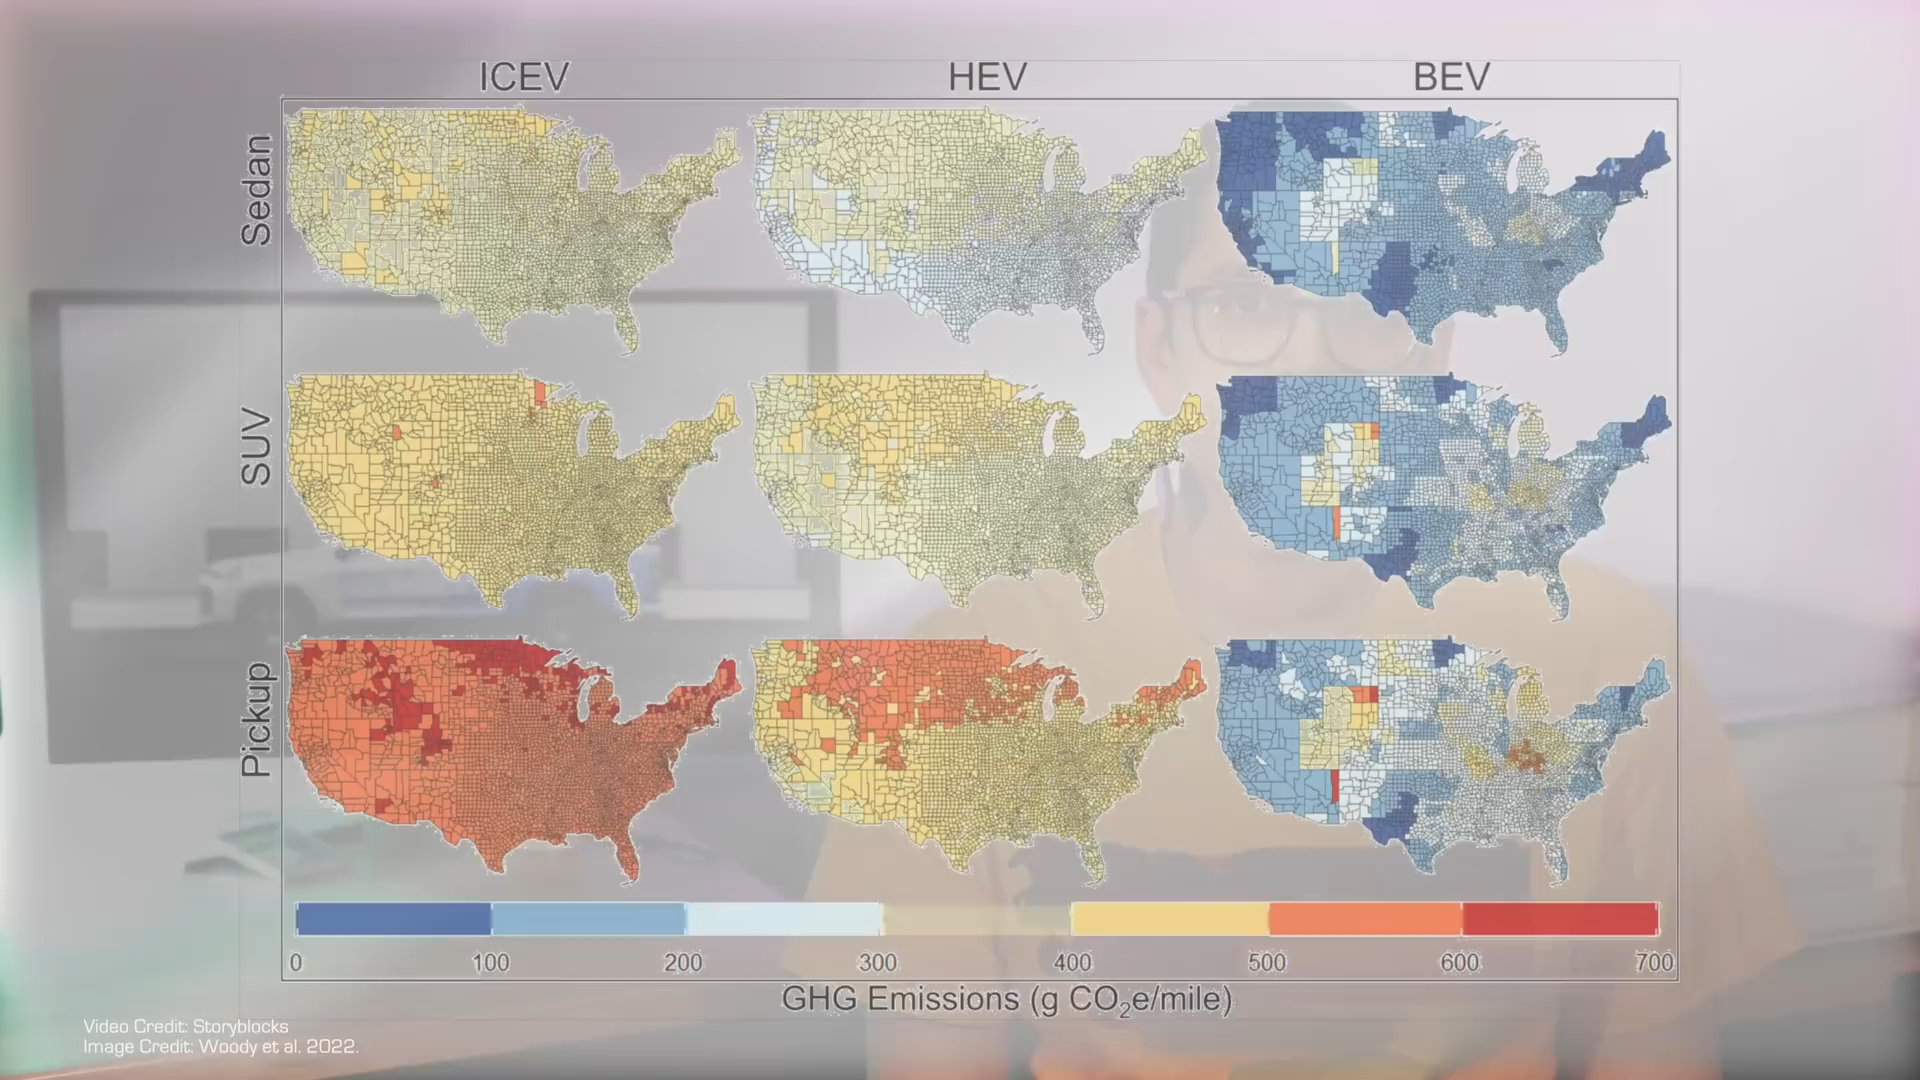 ICEV HEV BEV
Sedan
SUV
Pickup
0 100 200 300 400 500 600 700
GHG Emissions (g CO₂e/mile)
Video Credit: Storyblocks
Image Credit: Woody et al. 2022.